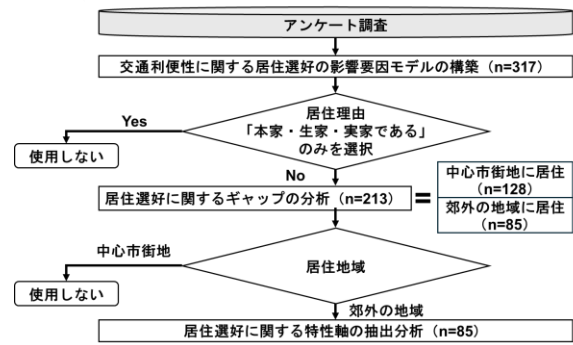 アンケート調査
交通利便性に関する居住選好の影響要因モデルの構築（n=317）
居住理由
「本家・生家・実家である」
のみを選択
Yes
使用しない
No
居住選好に関するギャップの分析（n=213）
=
中心市街地に居住
（n=128）
郊外の地域に居住
（n=85）
中心市街地
居住地域
使用しない
郊外の地域
居住選好に関する特性軸の抽出分析（n=85）